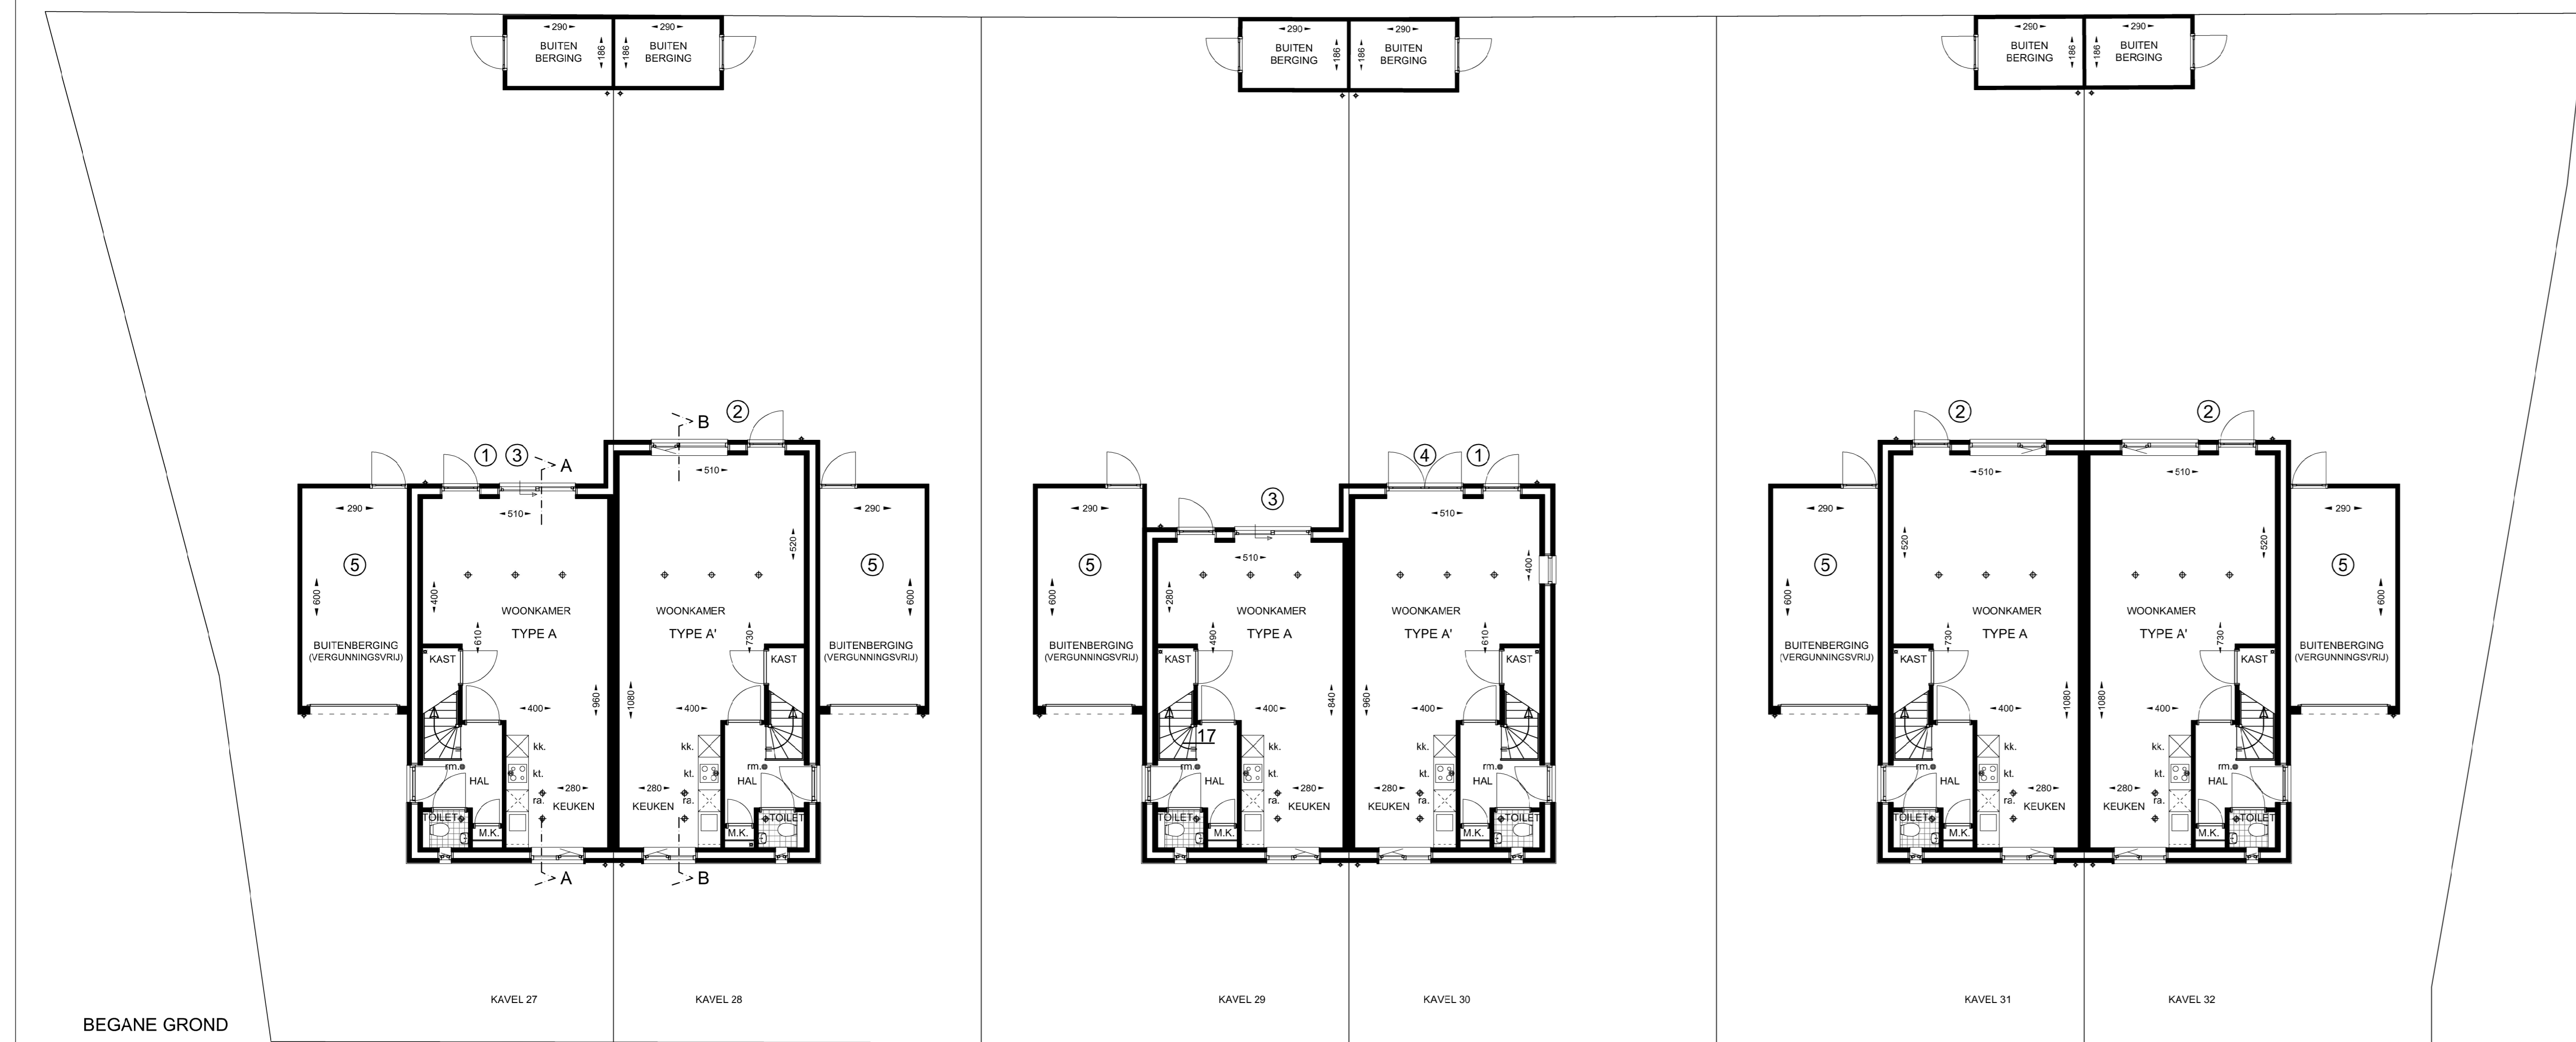 290
290
BUITEN
BERGING
186
186
BUITEN
BERGING
290
290
BUITEN
BERGING
186
186
BUITEN
BERGING
290
290
BUITEN
BERGING
186
186
BUITEN
BERGING
1
3
A
B
2
290
5
600
BUITENBERGING
(VERGUNNINGSVRIJ)
510
400
WOONKAMER
TYPE A
610
KAST
400
960
kk.
rm.
HAL
kt.
280
ra.
KEUKEN
TOILET
M.K.
A
510
520
WOONKAMER
TYPE A'
730
KAST
1080
400
kk.
rm.
kt.
HAL
280
KEUKEN
ra.
M.K.
TOILET
B
290
5
600
BUITENBERGING
(VERGUNNINGSVRIJ)
290
5
600
BUITENBERGING
(VERGUNNINGSVRIJ)
3
510
280
WOONKAMER
TYPE A
490
KAST
400
840
17
kk.
rm.
HAL
kt.
280
ra.
KEUKEN
TOILET
M.K.
4
1
510
400
WOONKAMER
TYPE A'
610
KAST
960
400
kk.
rm.
kt.
HAL
280
KEUKEN
ra.
M.K.
TOILET
290
5
600
BUITENBERGING
(VERGUNNINGSVRIJ)
2
510
520
WOONKAMER
TYPE A
730
KAST
400
1080
kk.
rm.
HAL
kt.
280
ra.
KEUKEN
TOILET
M.K.
2
510
520
WOONKAMER
TYPE A'
730
KAST
1080
400
kk.
rm.
kt.
HAL
280
KEUKEN
ra.
M.K.
TOILET
290
5
600
BUITENBERGING
(VERGUNNINGSVRIJ)
KAVEL 27
KAVEL 28
KAVEL 29
KAVEL 30
KAVEL 31
KAVEL 32
BEGANE GROND